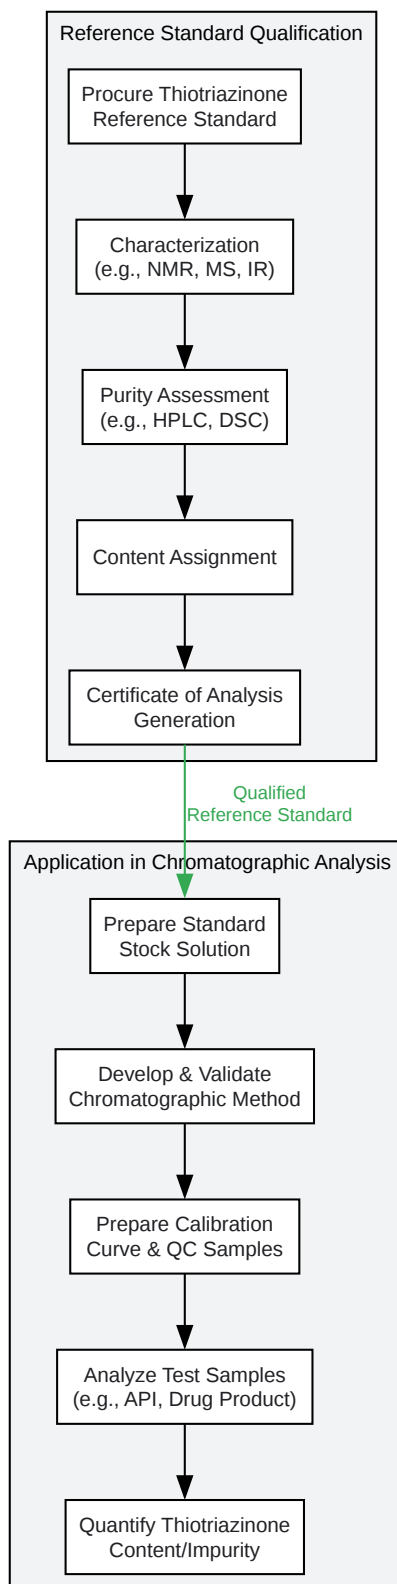 Reference Standard Qualification
Procure Thiotriazinone
Reference Standard
Characterization
(e.g., NMR, MS, IR)
Purity Assessment
(e.g., HPLC, DSC)
Content Assignment
Certificate of Analysis
Generation
Qualified
Reference Standard
Application in Chromatographic Analysis
Prepare Standard
Stock Solution
Develop & Validate
Chromatographic Method
Prepare Calibration
Curve & QC Samples
Analyze Test Samples
(e.g., API, Drug Product)
Quantify Thiotriazinone
Content/Impurity